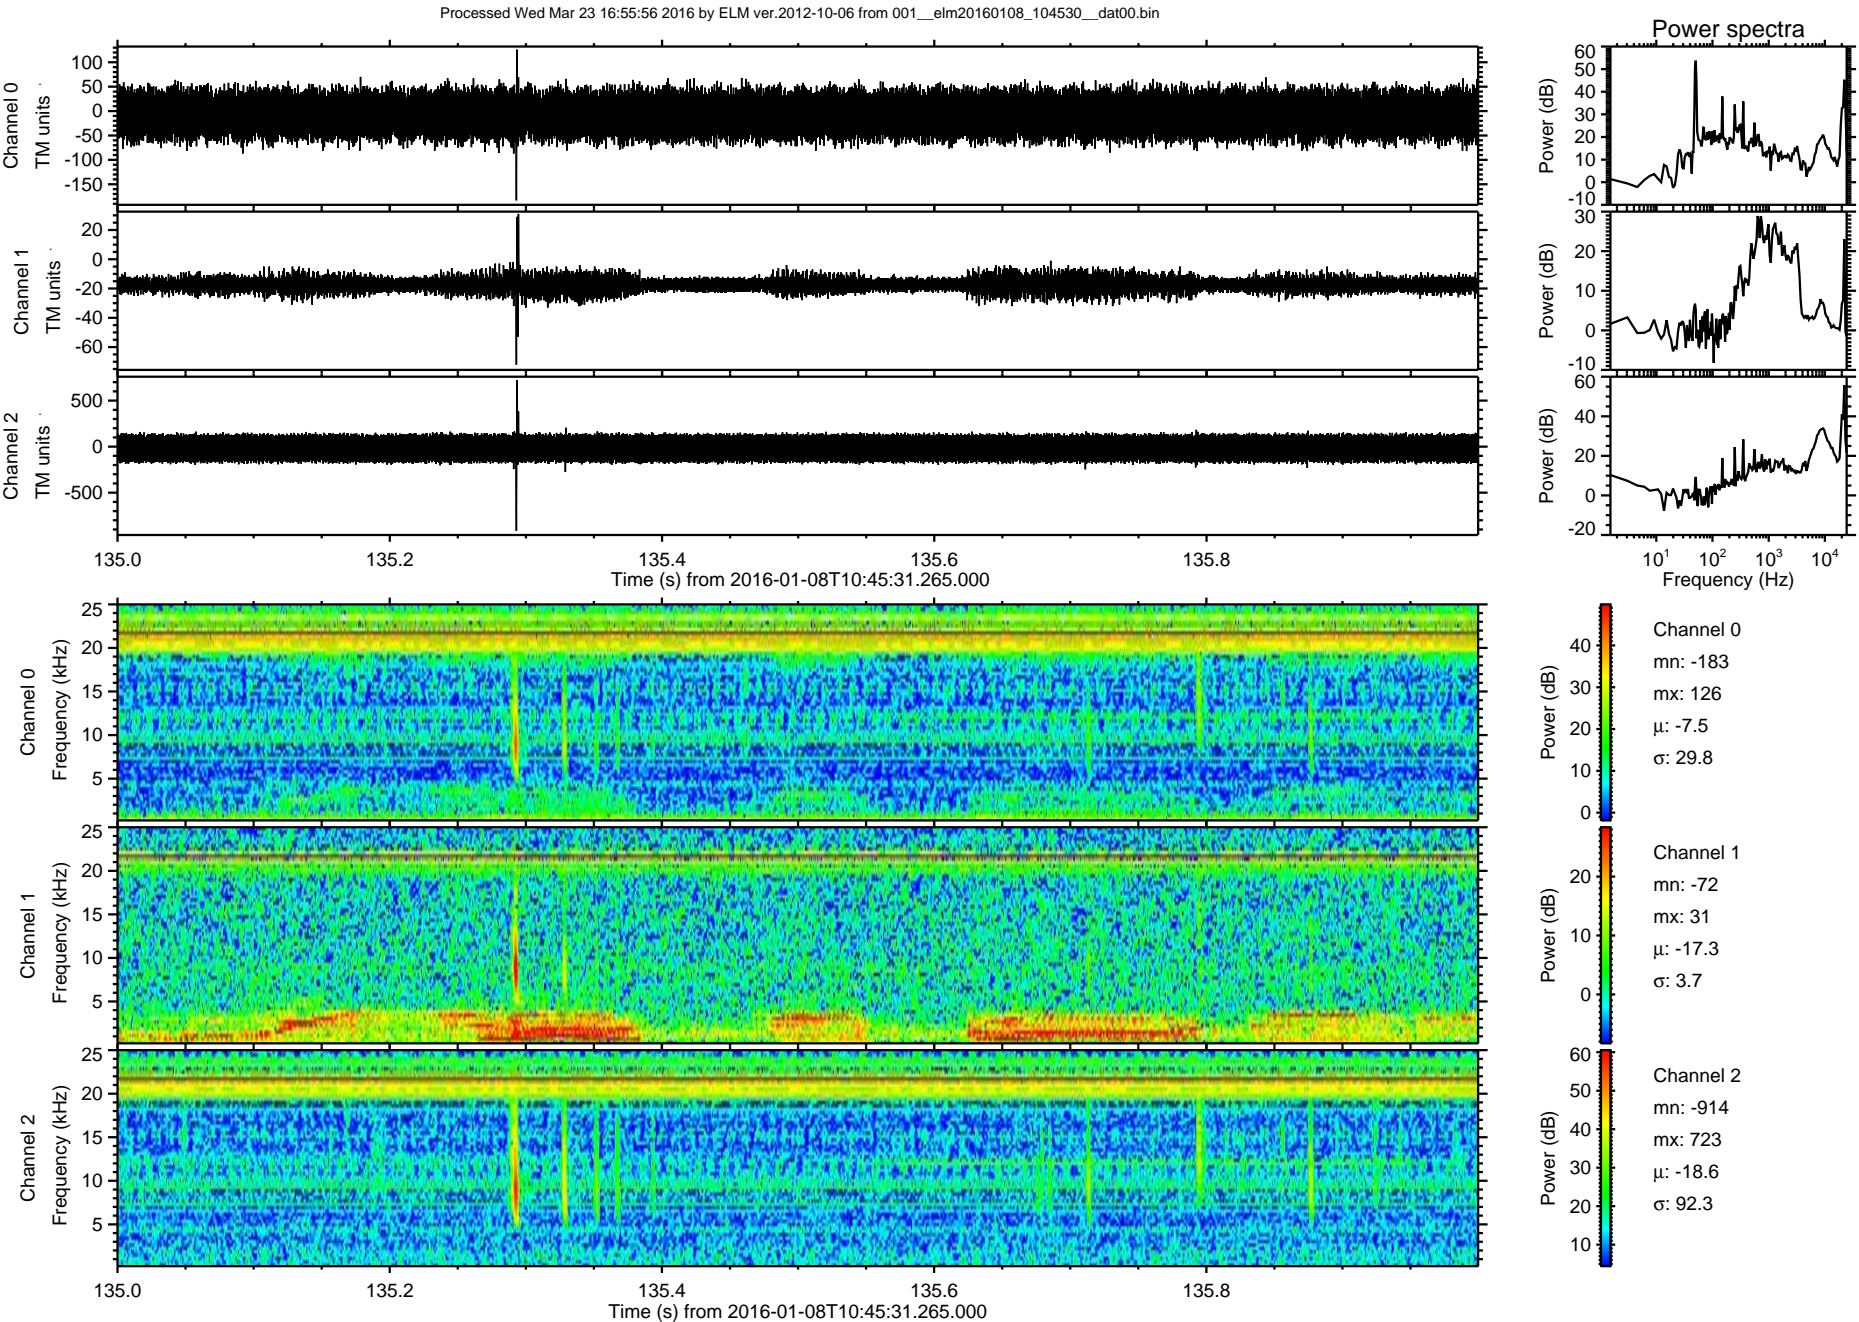 Processed Wed Mar 23 16:55:56 2016 by ELM ver.2012-10-06 from 001__elm20160108_104530__dat00.bin
Power spectra
Channel 0
TM units
100
50
0
-50
-100
-150
Power (dB)
60
50
40
30
20
10
0
-10
Channel 1
TM units
20
0
-20
-40
-60
Power (dB)
30
20
10
0
-10
Channel 2
TM units
500
0
-500
Power (dB)
60
40
20
0
-20
135.0 135.2 135.4 135.6 135.8
Time (s) from 2016-01-08T10:45:31.265.000
10¹ 10² 10³ 10⁴
Frequency (Hz)
Channel 0
Frequency (kHz)
25
20
15
10
5
Power (dB)
40
30
20
10
0
Channel 0
mn: -183
mx: 126
μ: -7.5
σ: 29.8
Channel 1
Frequency (kHz)
25
20
15
10
5
Power (dB)
20
10
0
Channel 1
mn: -72
mx: 31
μ: -17.3
σ: 3.7
Channel 2
Frequency (kHz)
25
20
15
10
5
Power (dB)
60
50
40
30
20
10
Channel 2
mn: -914
mx: 723
μ: -18.6
σ: 92.3
135.0 135.2 135.4 135.6 135.8
Time (s) from 2016-01-08T10:45:31.265.000